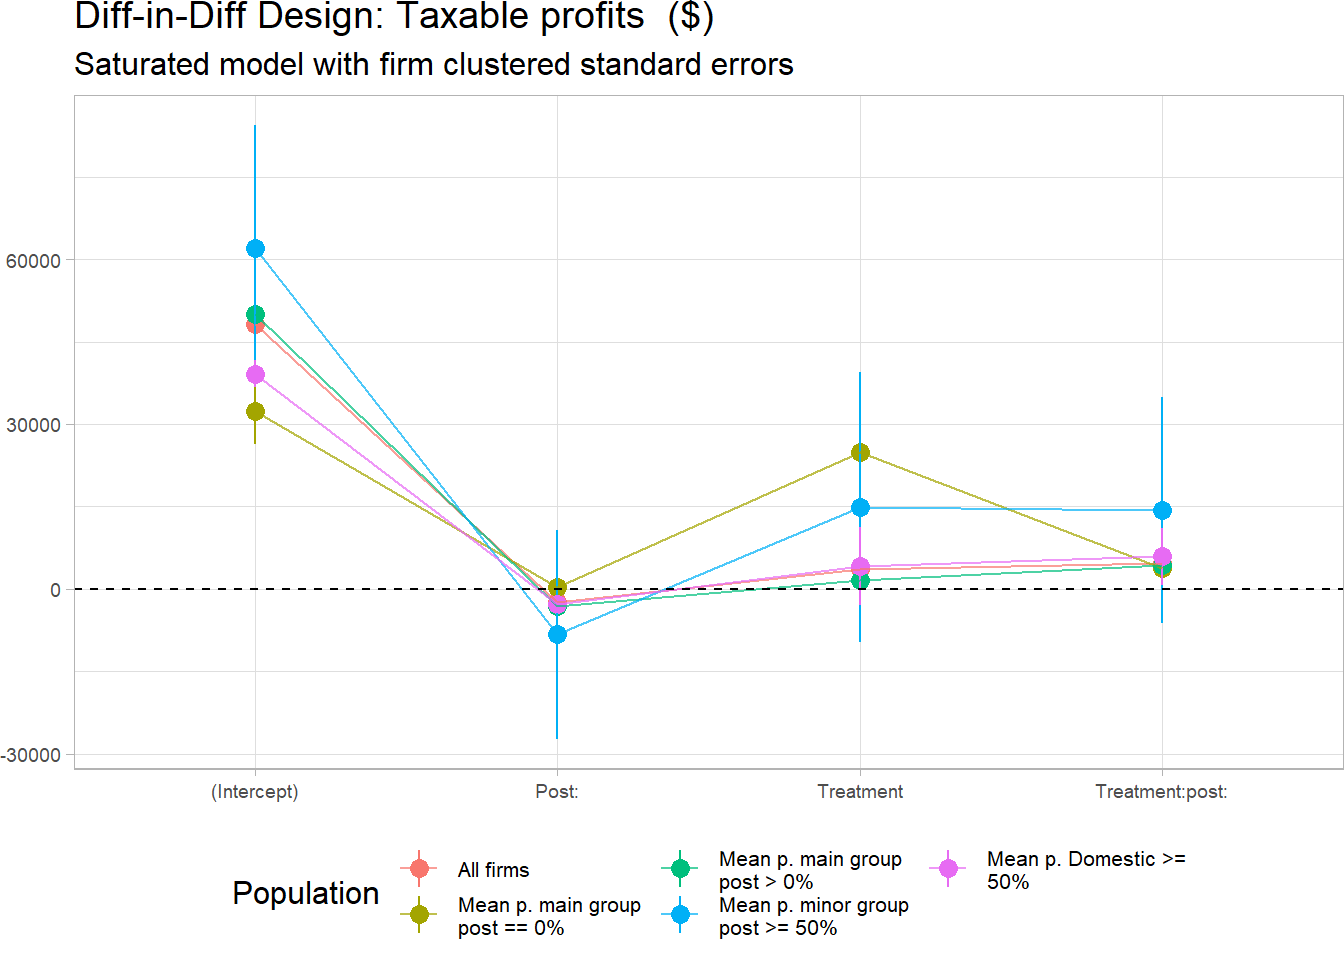 Diff-in-Diff Design: Taxable profits  ($)
Saturated model with firm clustered standard errors
60000
30000
0
-30000
(Intercept)
Post:
Treatment
Treatment:post:
Population
All firms
Mean p. main group
post == 0%
Mean p. main group
post > 0%
Mean p. minor group
post >= 50%
Mean p. Domestic >=
50%